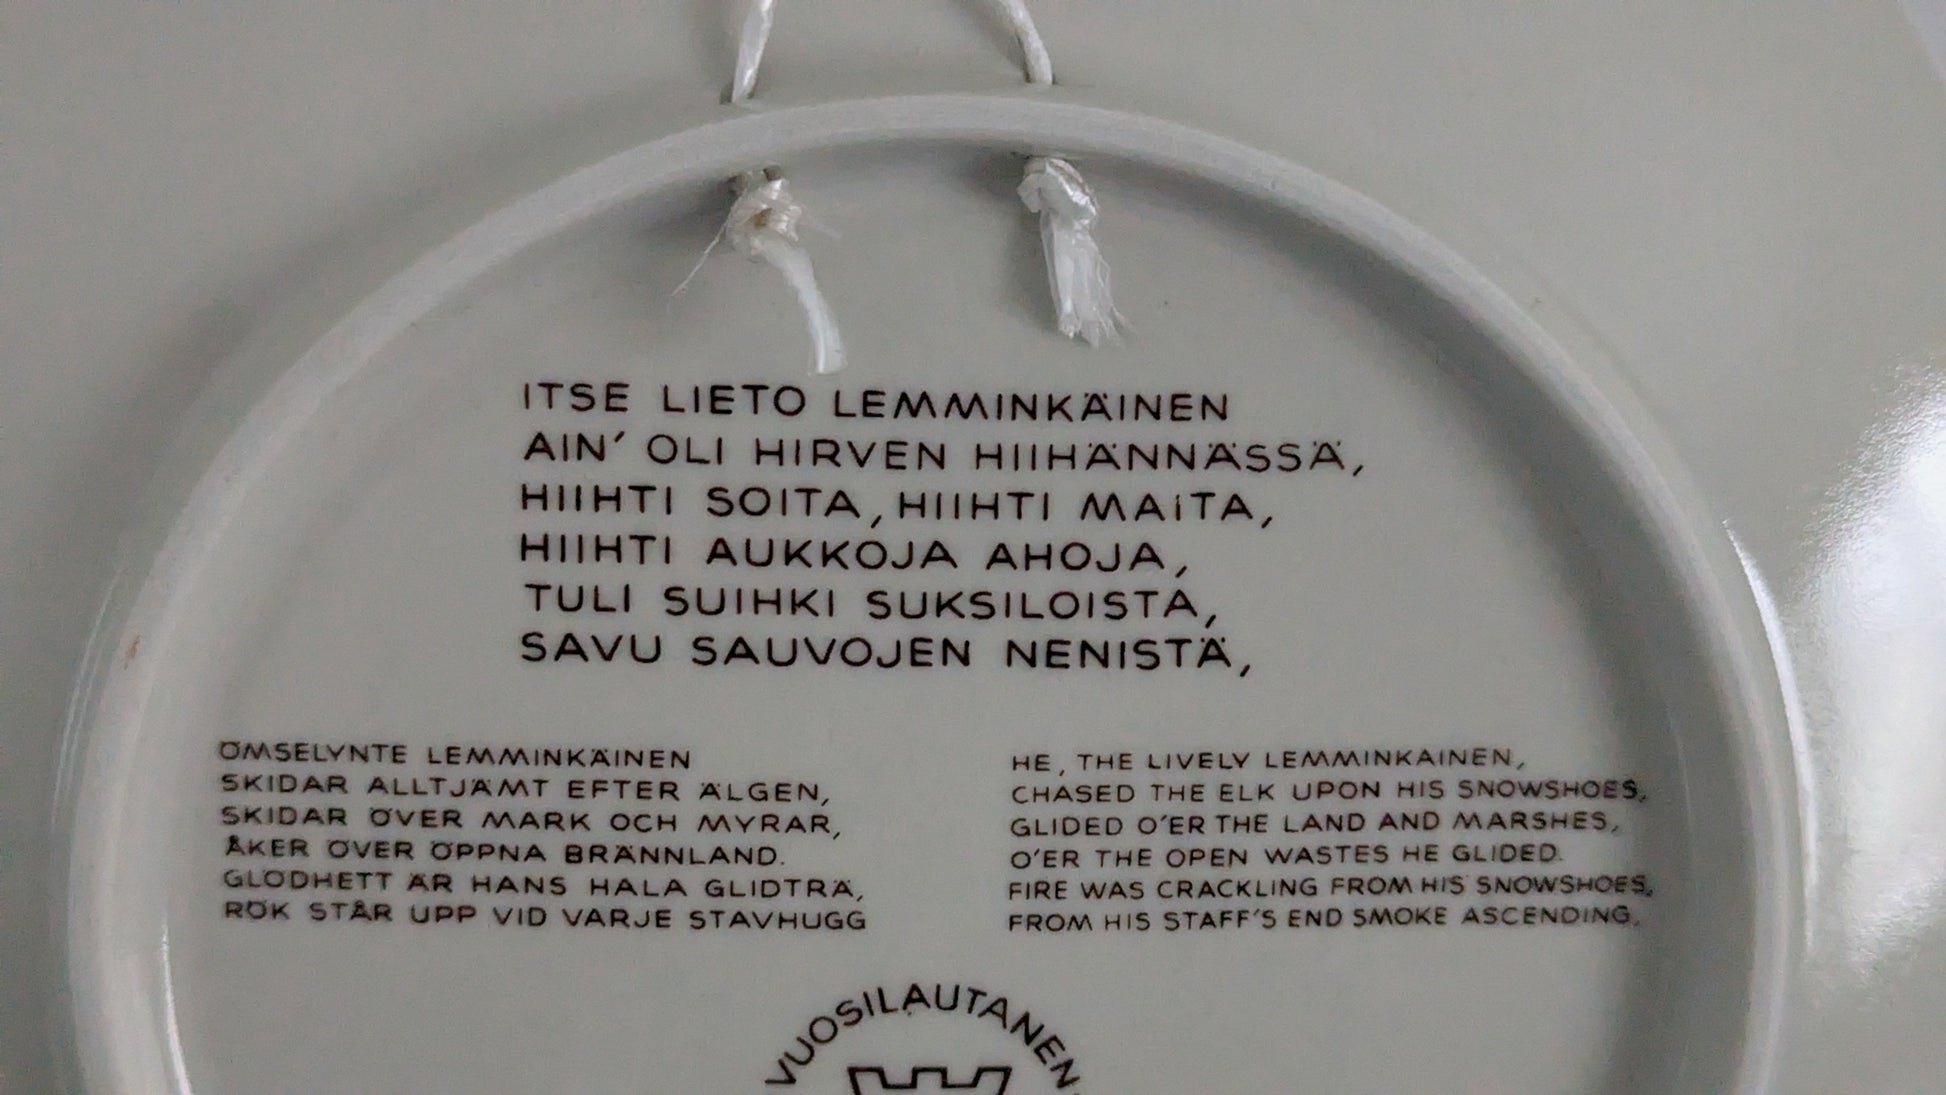 ITSE LIETO LEMMINKÄINEN
AIN' OLI HIRVEN HIIHÄNNÄSSÄ,
HIIHTI SOITA, HIIHTI MAITA,
HIIHTI AUKKOJA AHOJA,
TULI SUIHKI SUKSILOISTA,
SAVU SAUVOJEN NENISTÄ,
ÖMSELYNTE LEMMINKÄINEN
SKIDAR ALLTJÄMT EFTER ÄLGEN,
SKIDAR ÖVER MARK OCH MYRAR,
ÅKER ÖVER ÖPPNA BRÄNNLAND.
GLÖDHETT ÄR HANS HALA GLIDTRÄ,
RÖK STÅR UPP VID VARJE STAVHUGG
HE, THE LIVELY LEMMINKAINEN,
CHASED THE ELK UPON HIS SNOWSHOES,
GLIDED O'ER THE LAND AND MARSHES,
O'ER THE OPEN WASTES HE GLIDED.
FIRE WAS CRACKLING FROM HIS SNOWSHOES,
FROM HIS STAFF'S END SMOKE ASCENDING.
VUOSILAUTANEN